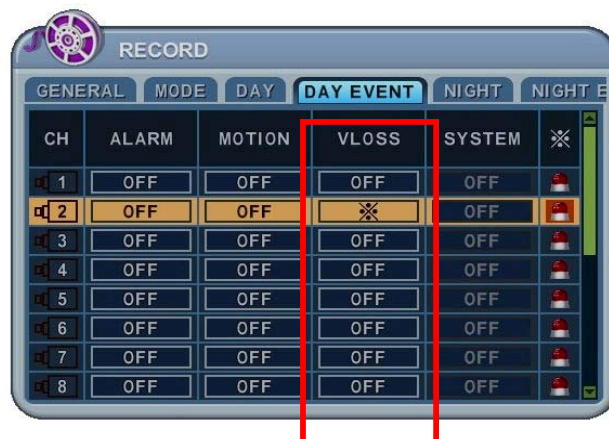 RECORD
GENERAL MODE DAY DAY EVENT NIGHT NIGHT E
CH ALARM MOTION VLOSS SYSTEM ※
1 OFF OFF OFF OFF
2 OFF OFF ※ OFF
3 OFF OFF OFF OFF
4 OFF OFF OFF OFF
5 OFF OFF OFF OFF
6 OFF OFF OFF OFF
7 OFF OFF OFF OFF
8 OFF OFF OFF OFF